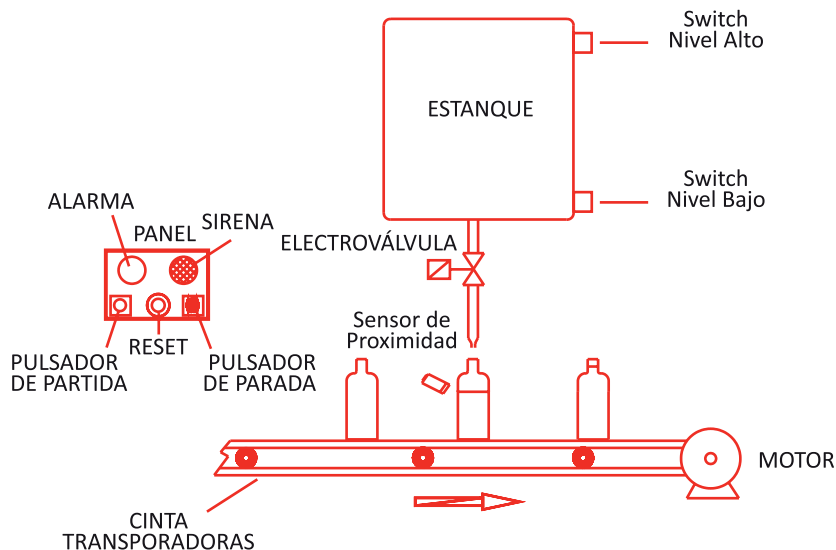 Switch
Nivel Alto
ESTANQUE
Switch
Nivel Bajo
ALARMA
PANEL
SIRENA
ELECTROVÁLVULA
Sensor de
Proximidad
RESET
PULSADOR
DE PARTIDA
PULSADOR
DE PARADA
MOTOR
CINTA
TRANSPORADORAS